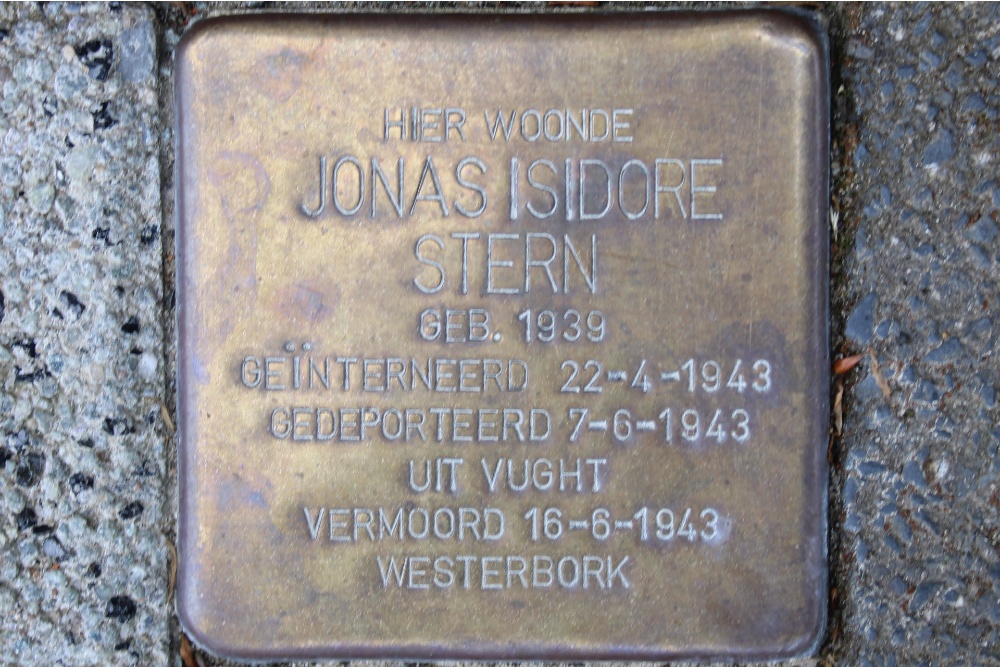 HIER WOONDE
JONAS ISIDORE
STERN
GEB. 1939
GEÏNTERNEERD 22-4-1943
GEDEPORTEERD 7-6-1943
UIT VUGHT
VERMOORD 16-6-1943
WESTERBORK